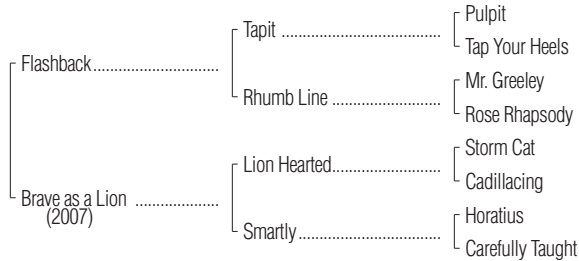 Pulpit
Tapit
Tap Your Heels
Flashback
Mr. Greeley
Rhumb Line
Rose Rhapsody
Storm Cat
Lion Hearted
Cadillacing
Brave as a Lion
(2007)
Horatius
Smartly
Carefully Taught